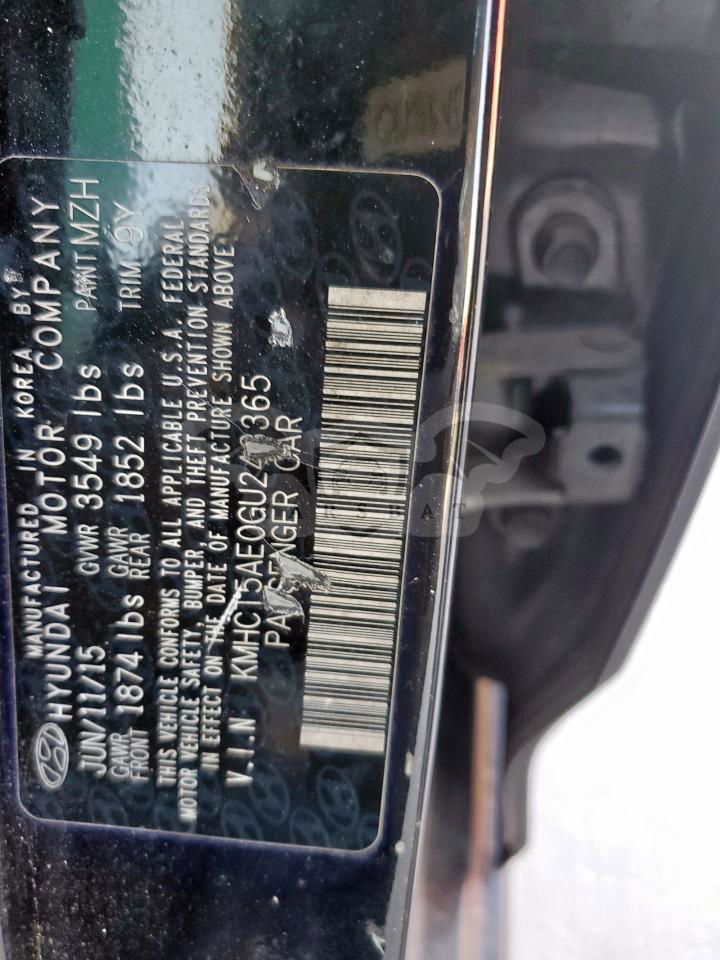 MANUFACTURED IN KOREA BY
HYUNDAI MOTOR COMPANY
JUN/11/15 GVWR 3549 lbs PAINT MZH
GAWR FRONT 1874 lbs GAWR REAR 1852 lbs TRIM 9Y
THIS VEHICLE CONFORMS TO ALL APPLICABLE U.S.A. FEDERAL
MOTOR VEHICLE SAFETY, BUMPER AND THEFT PREVENTION STANDARDS
IN EFFECT ON THE DATE OF MANUFACTURE SHOWN ABOVE.
V.I.N
PASSENGER CAR